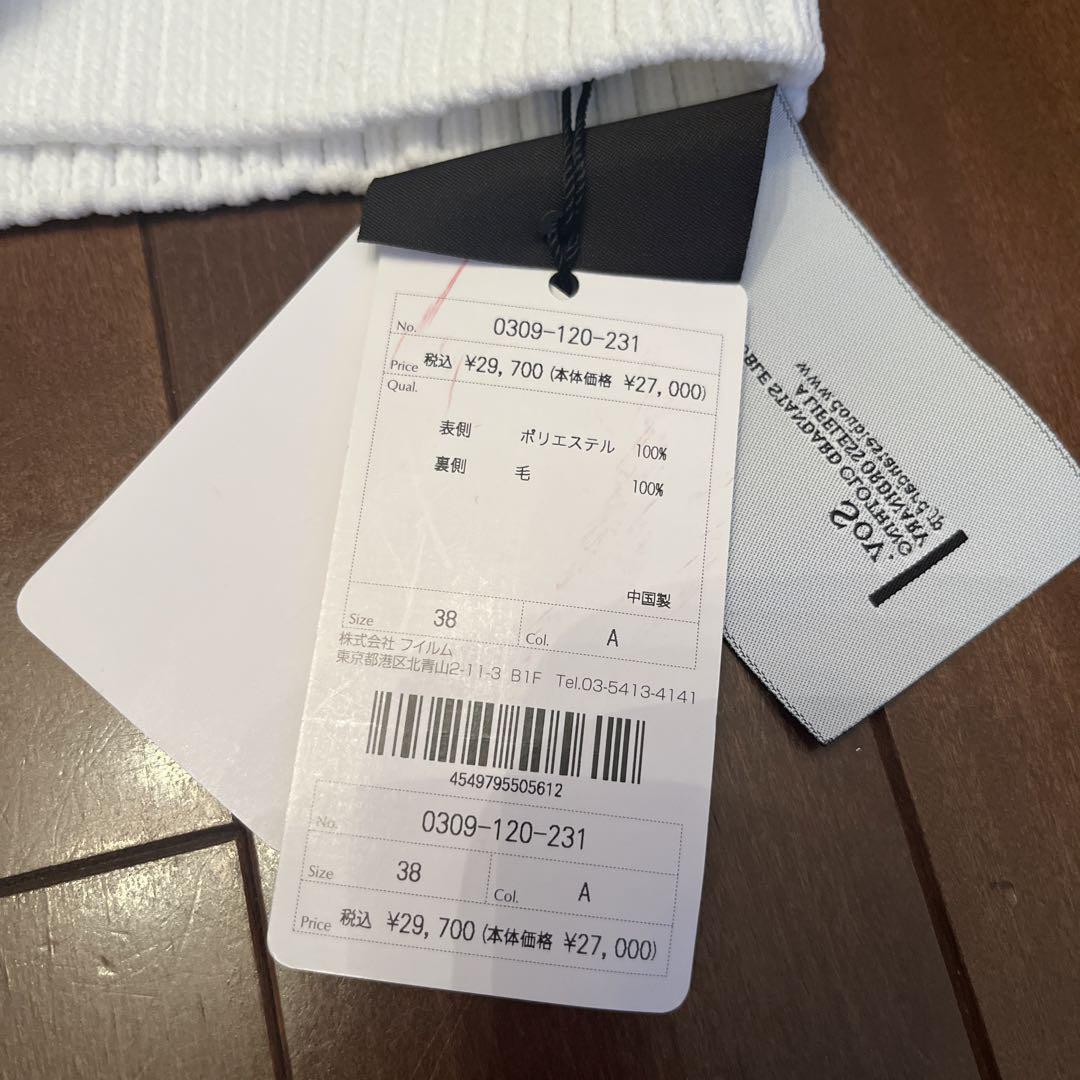 No. 0309-120-231
Price 税込 ¥29,700 (本体価格 ¥27,000)
Qual.
表側 ポリエステル 100%
裏側 毛 100%
中国製
Size 38 Col. A
株式会社 フイルム
東京都港区北青山2-11-3 B1F Tel.03-5413-4141
4549795505612
No. 0309-120-231
Size 38 Col. A
Price 税込 ¥29,700 (本体価格 ¥27,000)
SOV.
STANDARD CLOTHING